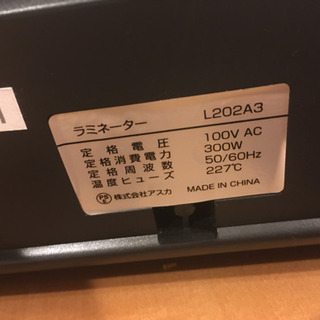 ラミネーター L202A3
定格電圧 100V AC
定格消費電力 300W
定格周波数 50/60Hz
温度ヒューズ 227℃
MADE IN CHINA
株式会社アスカ